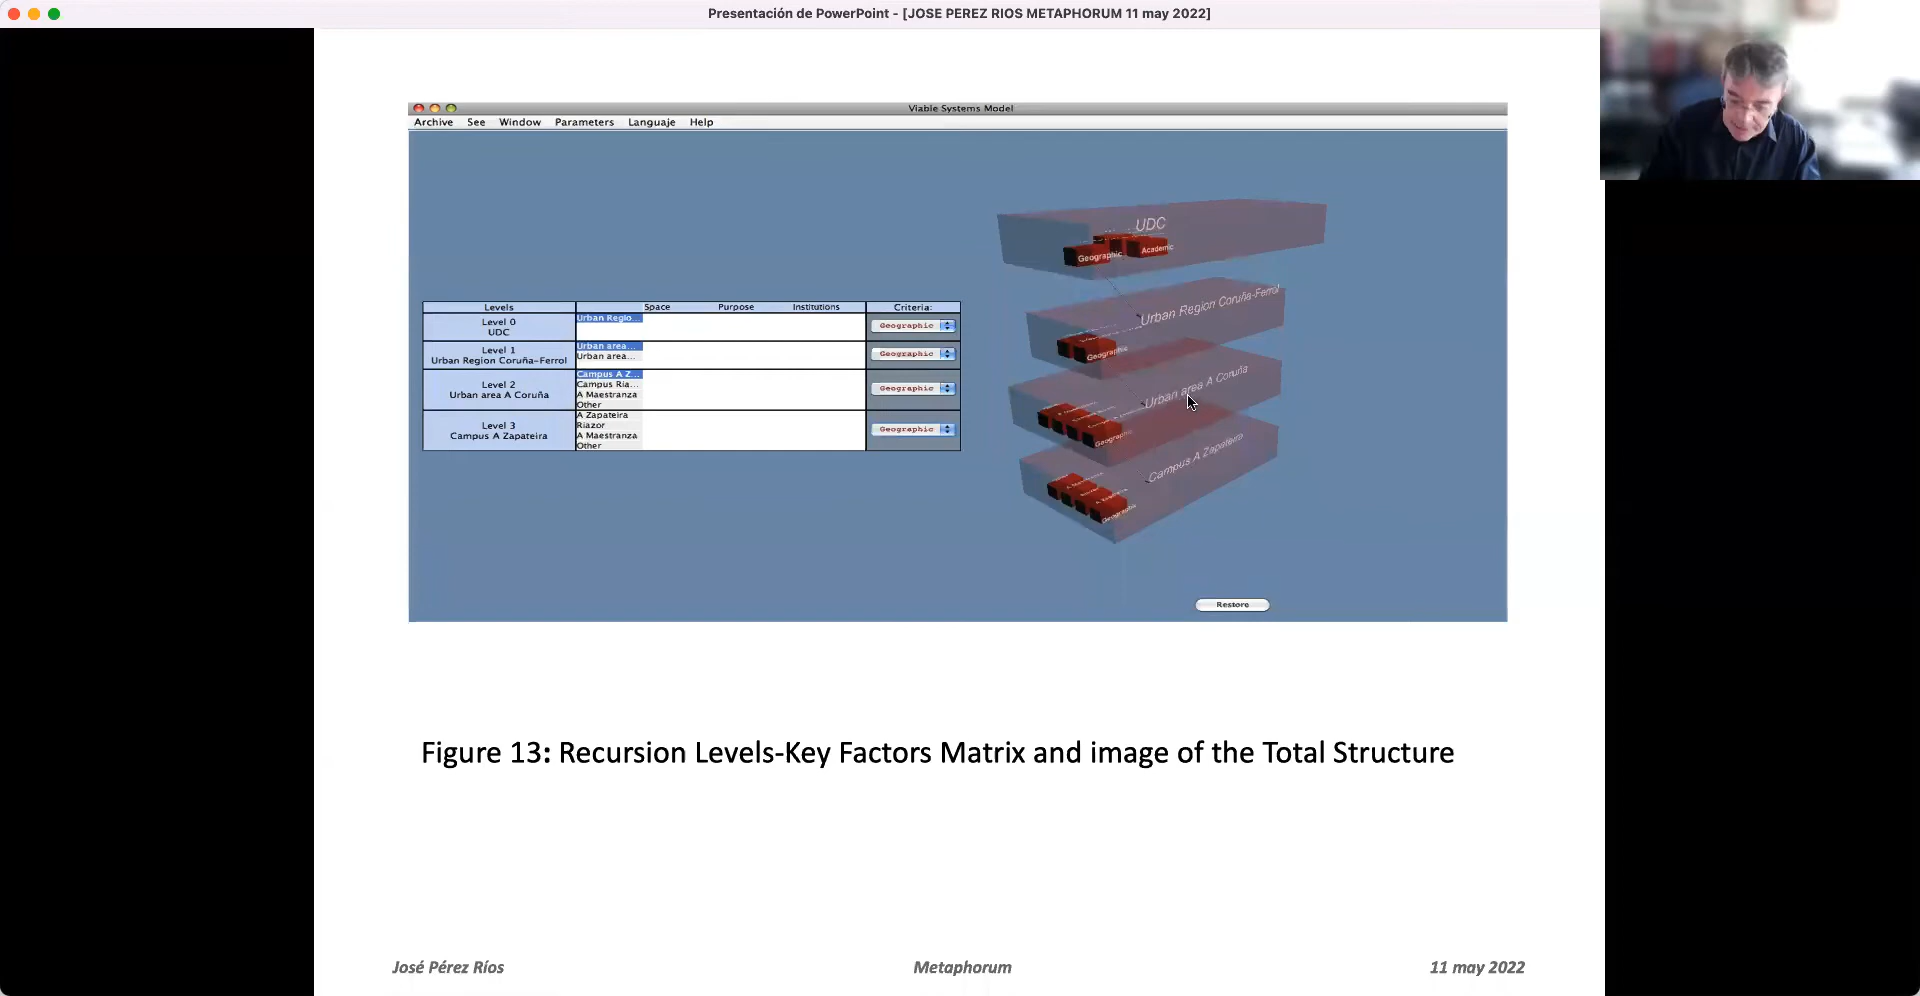 Presentación de PowerPoint - [JOSE PEREZ RIOS METAPHORUM 11 may 2022]
Viable Systems Model
Archive See Window Parameters Languaje Help
Levels Space Purpose Institutions Criteria:
Level 0
UDC
Urban Regio...
Geographic
Level 1
Urban Region Coruña-Ferrol
Urban area...
Urban area...
Geographic
Level 2
Urban area A Coruña
Campus A Z...
Campus Ria...
A Maestranza
Other
Geographic
Level 3
Campus A Zapateira
A Zapateira
Riazor
A Maestranza
Other
Geographic
UDC
Geographic Academic
Urban Region Coruña-Ferrol
Geographic
Urban area A Coruña
Geographic
Campus A Zapateira
Geographic
Restore
Figure 13: Recursion Levels-Key Factors Matrix and image of the Total Structure
José Pérez Ríos Metaphorum 11 may 2022